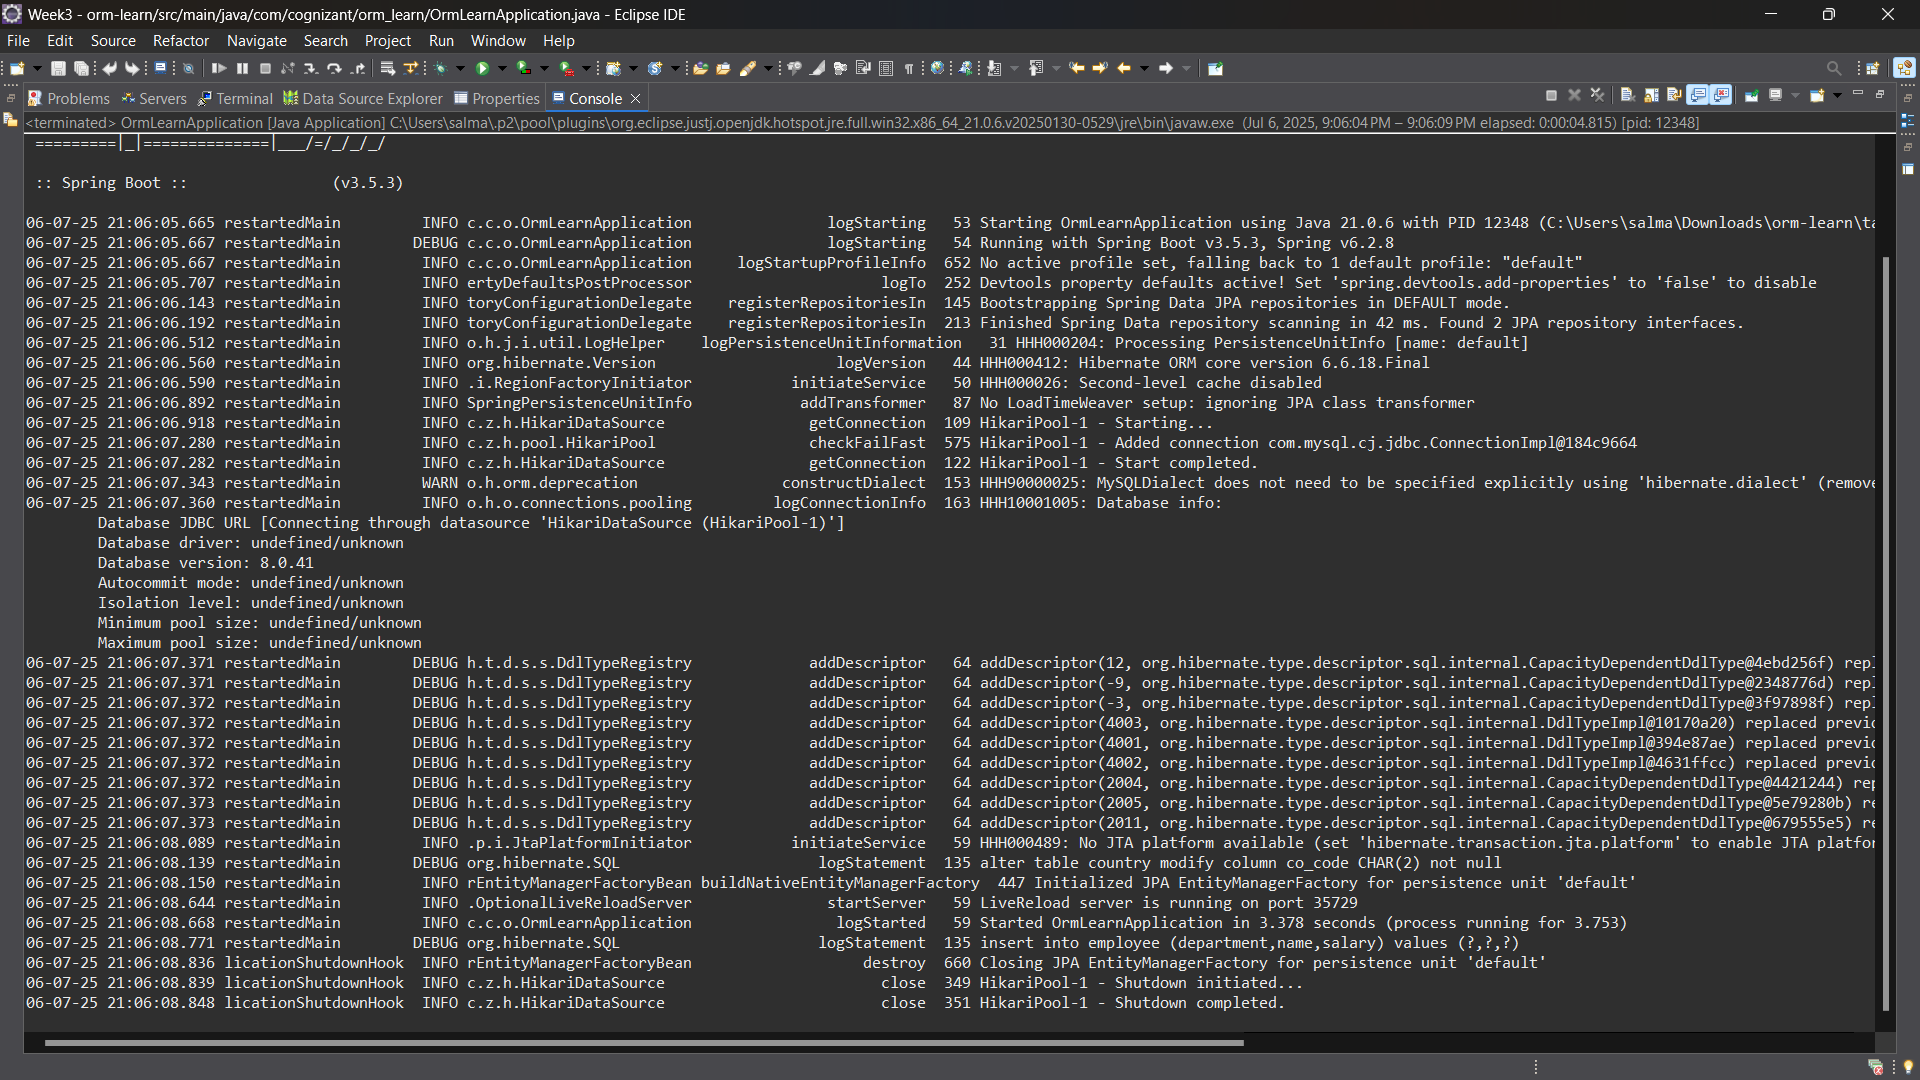 Week3 - orm-learn/src/main/java/com/cognizant/orm_learn/OrmLearnApplication.java - Eclipse IDE
File Edit Source Refactor Navigate Search Project Run Window Help
Problems Servers Terminal Data Source Explorer Properties Console
<terminated> OrmLearnApplication [Java Application] C:\Users\salma\.p2\pool\plugins\org.eclipse.justj.openjdk.hotspot.jre.full.win32.x86_64_21.0.6.v20250130-0529\jre\bin\javaw.exe (Jul 6, 2025, 9:06:04 PM – 9:06:09 PM elapsed: 0:00:04.815) [pid: 12348]
=========|_|==============|___/=/_/_/_/
:: Spring Boot :: (v3.5.3)
06-07-25 21:06:05.665 restartedMain INFO c.c.o.OrmLearnApplication logStarting 53 Starting OrmLearnApplication using Java 21.0.6 with PID 12348 (C:\Users\salma\Downloads\orm-learn\ta
06-07-25 21:06:05.667 restartedMain DEBUG c.c.o.OrmLearnApplication logStarting 54 Running with Spring Boot v3.5.3, Spring v6.2.8
06-07-25 21:06:05.667 restartedMain INFO c.c.o.OrmLearnApplication logStartupProfileInfo 652 No active profile set, falling back to 1 default profile: "default"
06-07-25 21:06:05.707 restartedMain INFO ertyDefaultsPostProcessor logTo 252 Devtools property defaults active! Set 'spring.devtools.add-properties' to 'false' to disable
06-07-25 21:06:06.143 restartedMain INFO toryConfigurationDelegate registerRepositoriesIn 145 Bootstrapping Spring Data JPA repositories in DEFAULT mode.
06-07-25 21:06:06.192 restartedMain INFO toryConfigurationDelegate registerRepositoriesIn 213 Finished Spring Data repository scanning in 42 ms. Found 2 JPA repository interfaces.
06-07-25 21:06:06.512 restartedMain INFO o.h.j.i.util.LogHelper logPersistenceUnitInformation 31 HHH000204: Processing PersistenceUnitInfo [name: default]
06-07-25 21:06:06.560 restartedMain INFO org.hibernate.Version logVersion 44 HHH000412: Hibernate ORM core version 6.6.18.Final
06-07-25 21:06:06.590 restartedMain INFO .i.RegionFactoryInitiator initiateService 50 HHH000026: Second-level cache disabled
06-07-25 21:06:06.892 restartedMain INFO SpringPersistenceUnitInfo addTransformer 87 No LoadTimeWeaver setup: ignoring JPA class transformer
06-07-25 21:06:06.918 restartedMain INFO c.z.h.HikariDataSource getConnection 109 HikariPool-1 - Starting...
06-07-25 21:06:07.280 restartedMain INFO c.z.h.pool.HikariPool checkFailFast 575 HikariPool-1 - Added connection com.mysql.cj.jdbc.ConnectionImpl@184c9664
06-07-25 21:06:07.282 restartedMain INFO c.z.h.HikariDataSource getConnection 122 HikariPool-1 - Start completed.
06-07-25 21:06:07.343 restartedMain WARN o.h.orm.deprecation constructDialect 153 HHH90000025: MySQLDialect does not need to be specified explicitly using 'hibernate.dialect' (remove
06-07-25 21:06:07.360 restartedMain INFO o.h.o.connections.pooling logConnectionInfo 163 HHH10001005: Database info:
Database JDBC URL [Connecting through datasource 'HikariDataSource (HikariPool-1)']
Database driver: undefined/unknown
Database version: 8.0.41
Autocommit mode: undefined/unknown
Isolation level: undefined/unknown
Minimum pool size: undefined/unknown
Maximum pool size: undefined/unknown
06-07-25 21:06:07.371 restartedMain DEBUG h.t.d.s.s.DdlTypeRegistry addDescriptor 64 addDescriptor(12, org.hibernate.type.descriptor.sql.internal.CapacityDependentDdlType@4ebd256f) repl
06-07-25 21:06:07.371 restartedMain DEBUG h.t.d.s.s.DdlTypeRegistry addDescriptor 64 addDescriptor(-9, org.hibernate.type.descriptor.sql.internal.CapacityDependentDdlType@2348776d) repl
06-07-25 21:06:07.372 restartedMain DEBUG h.t.d.s.s.DdlTypeRegistry addDescriptor 64 addDescriptor(-3, org.hibernate.type.descriptor.sql.internal.CapacityDependentDdlType@3f97898f) repl
06-07-25 21:06:07.372 restartedMain DEBUG h.t.d.s.s.DdlTypeRegistry addDescriptor 64 addDescriptor(4003, org.hibernate.type.descriptor.sql.internal.DdlTypeImpl@10170a20) replaced previo
06-07-25 21:06:07.372 restartedMain DEBUG h.t.d.s.s.DdlTypeRegistry addDescriptor 64 addDescriptor(4001, org.hibernate.type.descriptor.sql.internal.DdlTypeImpl@394e87ae) replaced previo
06-07-25 21:06:07.372 restartedMain DEBUG h.t.d.s.s.DdlTypeRegistry addDescriptor 64 addDescriptor(4002, org.hibernate.type.descriptor.sql.internal.DdlTypeImpl@4631ffcc) replaced previo
06-07-25 21:06:07.372 restartedMain DEBUG h.t.d.s.s.DdlTypeRegistry addDescriptor 64 addDescriptor(2004, org.hibernate.type.descriptor.sql.internal.CapacityDependentDdlType@4421244) rep
06-07-25 21:06:07.373 restartedMain DEBUG h.t.d.s.s.DdlTypeRegistry addDescriptor 64 addDescriptor(2005, org.hibernate.type.descriptor.sql.internal.CapacityDependentDdlType@5e79280b) re
06-07-25 21:06:07.373 restartedMain DEBUG h.t.d.s.s.DdlTypeRegistry addDescriptor 64 addDescriptor(2011, org.hibernate.type.descriptor.sql.internal.CapacityDependentDdlType@679555e5) re
06-07-25 21:06:08.089 restartedMain INFO .p.i.JtaPlatformInitiator initiateService 59 HHH000489: No JTA platform available (set 'hibernate.transaction.jta.platform' to enable JTA platfor
06-07-25 21:06:08.139 restartedMain DEBUG org.hibernate.SQL logStatement 135 alter table country modify column co_code CHAR(2) not null
06-07-25 21:06:08.150 restartedMain INFO rEntityManagerFactoryBean buildNativeEntityManagerFactory 447 Initialized JPA EntityManagerFactory for persistence unit 'default'
06-07-25 21:06:08.644 restartedMain INFO .OptionalLiveReloadServer startServer 59 LiveReload server is running on port 35729
06-07-25 21:06:08.668 restartedMain INFO c.c.o.OrmLearnApplication logStarted 59 Started OrmLearnApplication in 3.378 seconds (process running for 3.753)
06-07-25 21:06:08.771 restartedMain DEBUG org.hibernate.SQL logStatement 135 insert into employee (department,name,salary) values (?,?,?)
06-07-25 21:06:08.836 licationShutdownHook INFO rEntityManagerFactoryBean destroy 660 Closing JPA EntityManagerFactory for persistence unit 'default'
06-07-25 21:06:08.839 licationShutdownHook INFO c.z.h.HikariDataSource close 349 HikariPool-1 - Shutdown initiated...
06-07-25 21:06:08.848 licationShutdownHook INFO c.z.h.HikariDataSource close 351 HikariPool-1 - Shutdown completed.